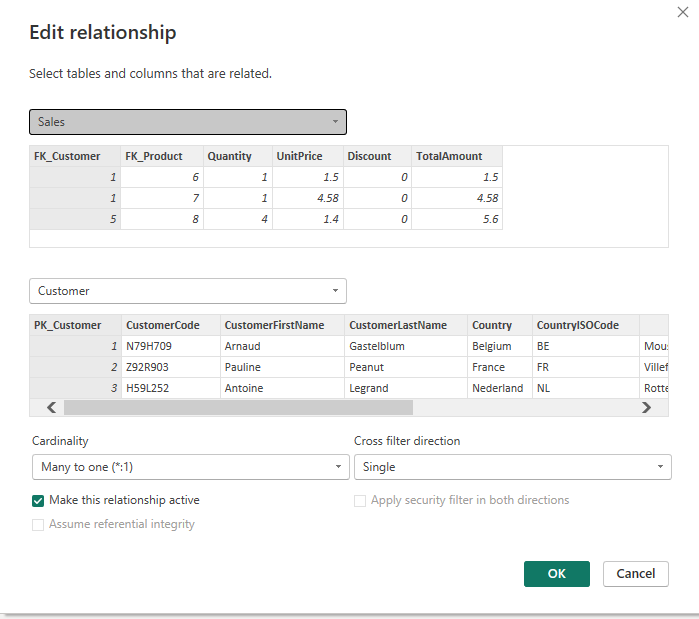 Edit relationship
Select tables and columns that are related.
Sales
FK_Customer FK_Product Quantity UnitPrice Discount TotalAmount
1 6 1 1.5 0 1.5
1 7 1 4.58 0 4.58
5 8 4 1.4 0 5.6
Customer
PK_Customer CustomerCode CustomerFirstName CustomerLastName Country CountryISOCode
1 N79H709 Arnaud Gastelblum Belgium BE Mou
2 Z92R903 Pauline Peanut France FR Villef
3 H59L252 Antoine Legrand Nederland NL Rotte
Cardinality Cross filter direction
Many to one (*:1) Single
Make this relationship active Apply security filter in both directions
Assume referential integrity
OK Cancel